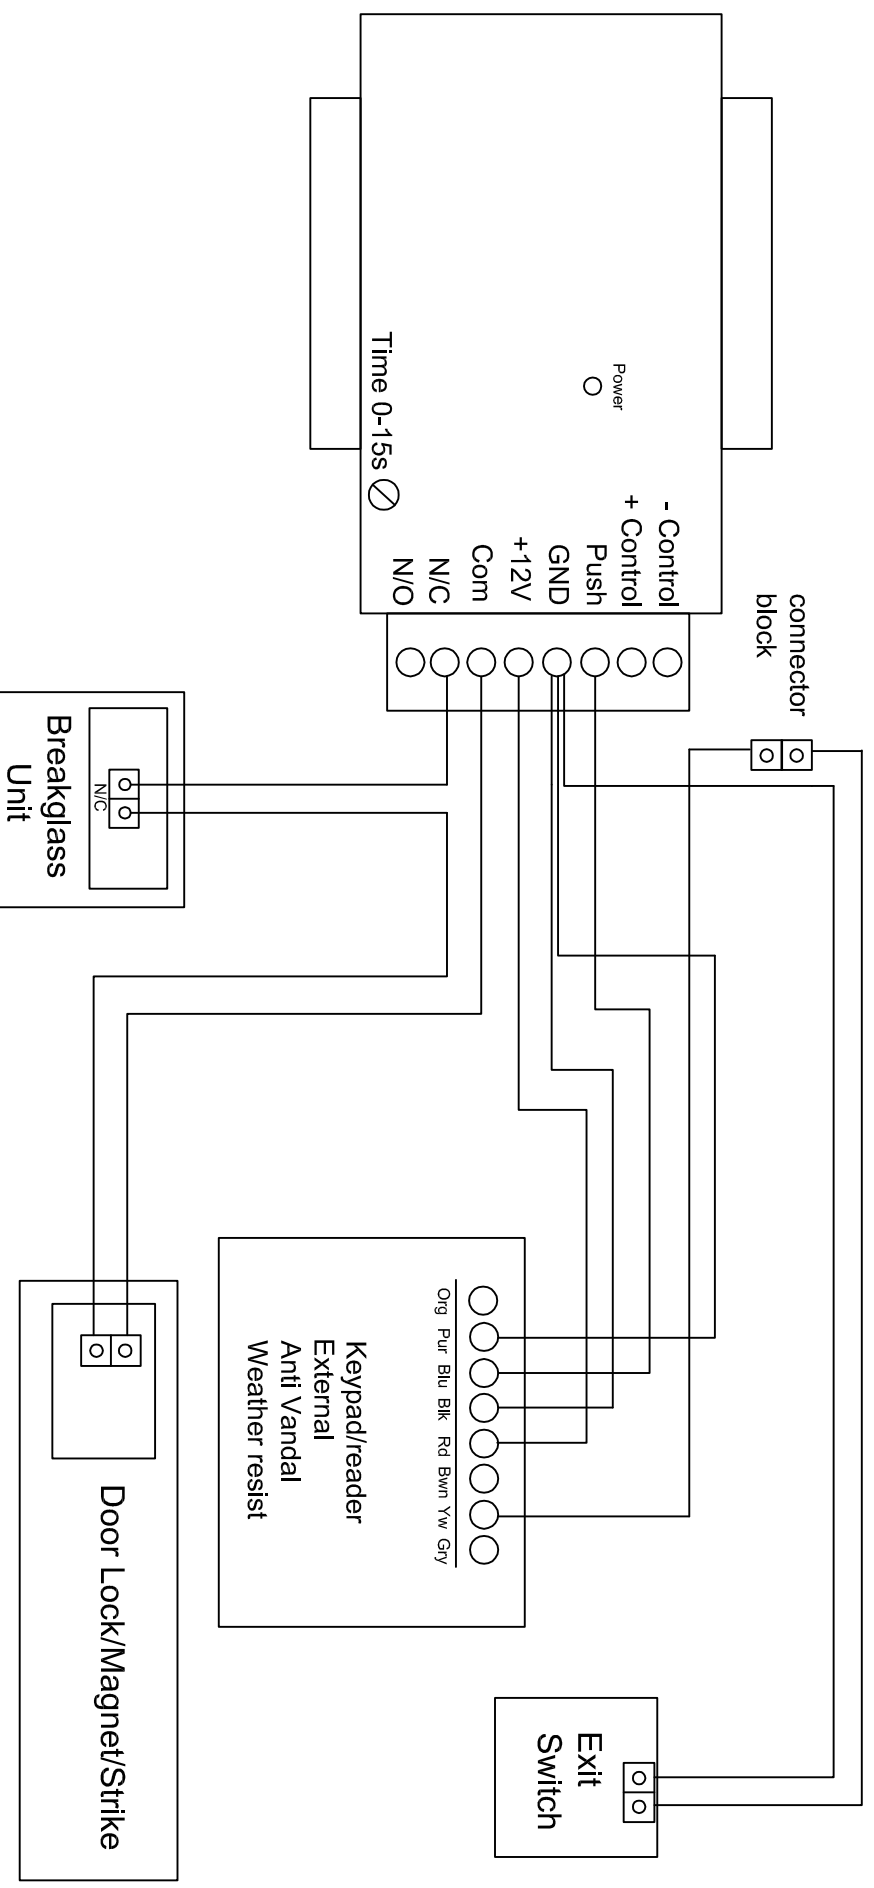 connector
block
Power
Time 0-15s
- Control
+ Control
Push
GND
+12V
Com
N/C
N/O
N/C
Breakglass
Unit
Org Pur Blu Blk Rd Bwn Yw Gry
Keypad/reader
External
Anti Vandal
Weather resist
Exit
Switch
Door Lock/Magnet/Strike